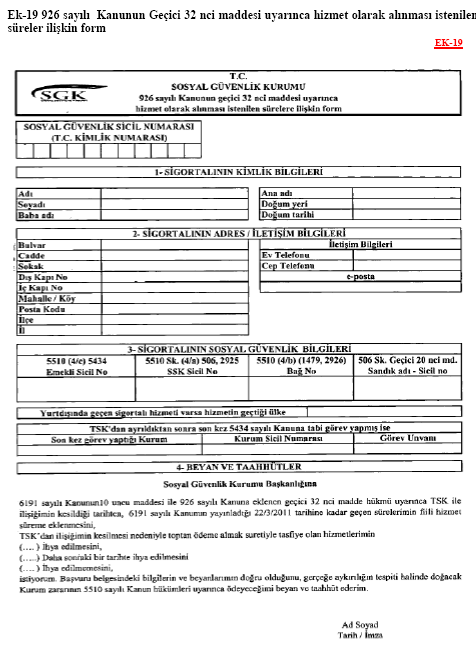 Ek-19 926 sayılı Kanunun Geçici 32 nci maddesi uyarınca hizmet olarak alınması istenilen
süreler ilişkin form
EK-19
SGK
T.C.
SOSYAL GÜVENLİK KURUMU
926 sayılı Kanunun geçici 32 nci maddesi uyarınca
hizmet olarak alınması istenilen sürelere ilişkin form
SOSYAL GÜVENLİK SİCİL NUMARASI
(T.C. KİMLİK NUMARASI)
1- SİGORTALININ KİMLİK BİLGİLERİ
Adı
Soyadı
Baba adı
Ana adı
Doğum yeri
Doğum tarihi
2- SİGORTALININ ADRES / İLETİŞİM BİLGİLERİ
Bulvar
Cadde
Sokak
Dış Kapı No
İç Kapı No
Mahalle / Köy
Posta Kodu
İlçe
İl
İletişim Bilgileri
Ev Telefonu
Cep Telefonu
e-posta
3- SİGORTALININ SOSYAL GÜVENLİK BİLGİLERİ
5510 (4/c) 5434
Emekli Sicil No
5510 Sk. (4/a) 506, 2925
SSK Sicil No
5510 (4/b) (1479, 2926)
Bağ No
506 Sk. Geçici 20 nci md.
Sandık adı - Sicil no
Yurtdışında geçen sigortalı hizmeti varsa hizmetin geçtiği ülke
TSK'dan ayrıldıktan sonra son kez 5434 sayılı Kanuna tabi görev yapmış ise
Son kez görev yaptığı Kurum
Kurum Sicil Numarası
Görev Unvanı
4- BEYAN VE TAAHHÜTLER
Sosyal Güvenlik Kurumu Başkanlığına
6191 sayılı Kanunun10 uncu maddesi ile 926 sayılı Kanuna eklenen geçici 32 nci madde hükmü uyarınca TSK ile
ilişiğimin kesildiği tarihten, 6191 sayılı Kanunun yayınladığı 22/3/2011 tarihine kadar geçen sürelerimin fiili hizmet
süreme eklenmesini,
TSK'dan ilişiğimin kesilmesi nedeniyle toptan ödeme almak suretiyle tasfiye olan hizmetlerimin
(.... ) İhya edilmesini,
(.....) Daha sonraki bir tarihte ihya edilmesini
(.... ) İhya edilmemesini,
istiyorum. Başvuru belgesindeki bilgilerin ve beyanlarımın doğru olduğunu, gerçeğe aykırılığın tespiti halinde doğacak
Kurum zararının 5510 sayılı Kanun hükümleri uyarınca ödeyeceğimi beyan ve taahhüt ederim.
Ad Soyad
Tarih / İmza